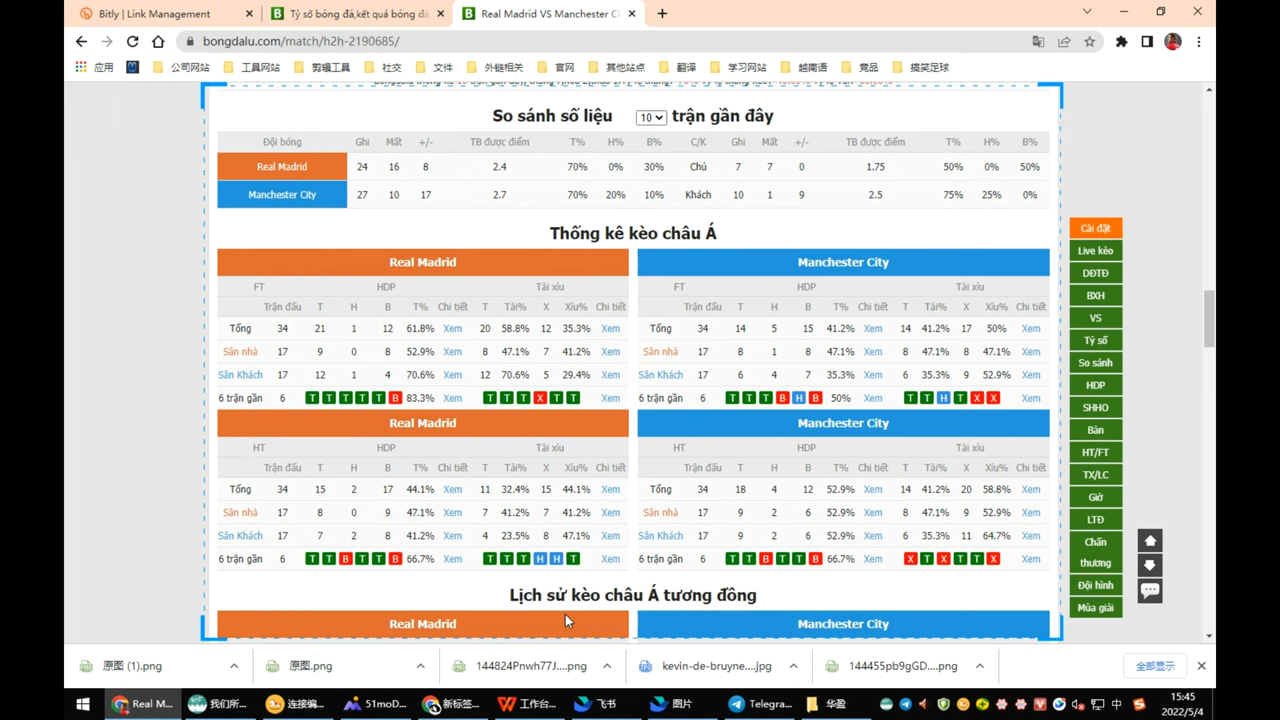 Bitly | Link Management
Tỷ số bóng đá,kết quả bóng đá
Real Madrid VS Manchester C
bongdalu.com/match/h2h-2190685/
应用 公司网站 工具网站 剪辑工具 社交 文件 外链相关 官网 其他站点 翻译 学习网站 越南语 竞品 搞笑足球
So sánh số liệu 10 trận gần đây
Đội bóng Ghi Mất +/- TB được điểm T% H% B% C/K Ghi Mất +/- TB được điểm T% H% B%
Real Madrid 24 16 8 2.4 70% 0% 30% Chủ 7 7 0 1.75 50% 0% 50%
Manchester City 27 10 17 2.7 70% 20% 10% Khách 10 1 9 2.5 75% 25% 0%
Thống kê kèo châu Á
Real Madrid Manchester City
FT HDP Tài xỉu FT HDP Tài xỉu
Trận đấu T H B T% Chi tiết T Tài% X Xỉu% Chi tiết Trận đấu T H B T% Chi tiết T Tài% X Xỉu% Chi tiết
Tổng 34 21 1 12 61.8% Xem 20 58.8% 12 35.3% Xem Tổng 34 14 5 15 41.2% Xem 14 41.2% 17 50% Xem
Sân nhà 17 9 0 8 52.9% Xem 8 47.1% 7 41.2% Xem Sân nhà 17 8 1 8 47.1% Xem 8 47.1% 8 47.1% Xem
Sân Khách 17 12 1 4 70.6% Xem 12 70.6% 5 29.4% Xem Sân Khách 17 6 4 7 35.3% Xem 6 35.3% 9 52.9% Xem
6 trận gần 6 T T T T T B 83.3% Xem T T T X T T Xem 6 trận gần 6 T T T B H B 50% Xem T T H T X X Xem
Real Madrid Manchester City
HT HDP Tài xỉu HT HDP Tài xỉu
Trận đấu T H B T% Chi tiết T Tài% X Xỉu% Chi tiết Trận đấu T H B T% Chi tiết T Tài% X Xỉu% Chi tiết
Tổng 34 15 2 17 44.1% Xem 11 32.4% 15 44.1% Xem Tổng 34 18 4 12 52.9% Xem 14 41.2% 20 58.8% Xem
Sân nhà 17 8 0 9 47.1% Xem 7 41.2% 7 41.2% Xem Sân nhà 17 9 2 6 52.9% Xem 8 47.1% 9 52.9% Xem
Sân Khách 17 7 2 8 41.2% Xem 4 23.5% 8 47.1% Xem Sân Khách 17 9 2 6 52.9% Xem 6 35.3% 11 64.7% Xem
6 trận gần 6 T T B T T B 66.7% Xem T T T H H T Xem 6 trận gần 6 T T B T T B 66.7% Xem X T X T T X Xem
Lịch sử kèo châu Á tương đồng
Real Madrid Manchester City
Cài đặt
Live kèo
DĐTĐ
BXH
VS
Tỷ số
So sánh
HDP
SHHO
Bàn
HT/FT
TX/LC
Giờ
LTĐ
Chấn
thương
Đội hình
Mùa giải
原图 (1).png 原图.png 144824Pnwh77J....png kevin-de-bruyne...jpg 144455pb9gGD....png 全部显示
Real M... 我们所... 连接编... 51moD... 新标签... 工作台... 飞书 图片 Telegra... 华盈 中
15:45
2022/5/4